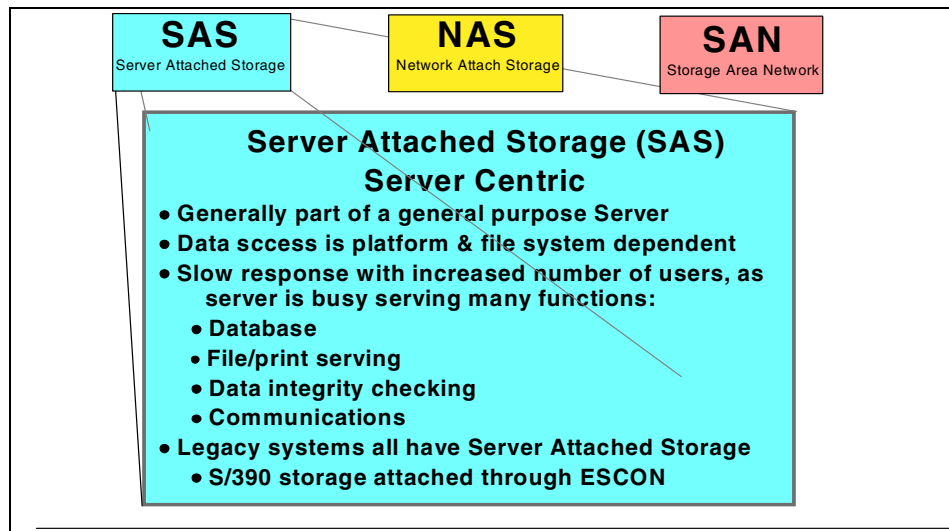 SAS
Server Attached Storage
NAS
Network Attach Storage
SAN
Storage Area Network
Server Attached Storage (SAS)
Server Centric
• Generally part of a general purpose Server
• Data sccess is platform & file system dependent
• Slow response with increased number of users, as
server is busy serving many functions:
• Database
• File/print serving
• Data integrity checking
• Communications
• Legacy systems all have Server Attached Storage
• S/390 storage attached through ESCON